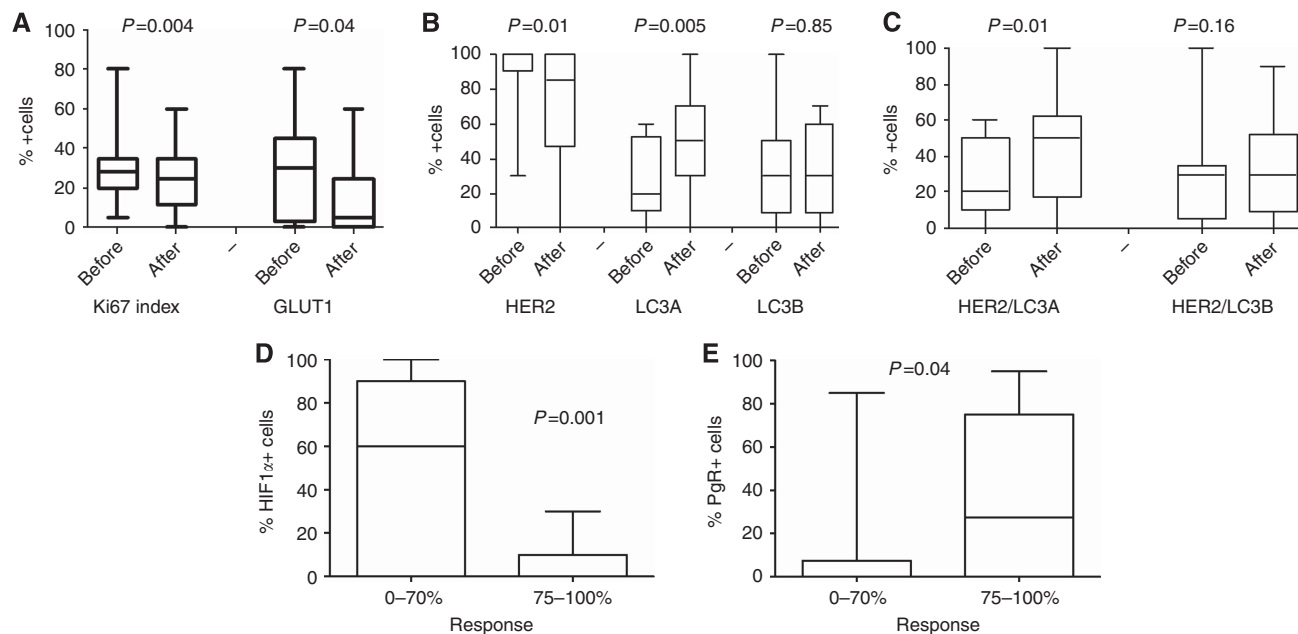 A
P=0.004
P=0.04
% +cells
100
80
60
40
20
0
Before
After
–
Before
After
Ki67 index
GLUT1
B
P=0.01
P=0.005
P=0.85
% +cells
100
80
60
40
20
0
Before
After
–
Before
After
–
Before
After
HER2
LC3A
LC3B
C
P=0.01
P=0.16
% +cells
100
80
60
40
20
0
Before
After
–
Before
After
HER2/LC3A
HER2/LC3B
D
% HIF1α+ cells
100
80
60
40
20
0
P=0.001
0–70%
75–100%
Response
E
% PgR+ cells
100
80
60
40
20
0
P=0.04
0–70%
75–100%
Response